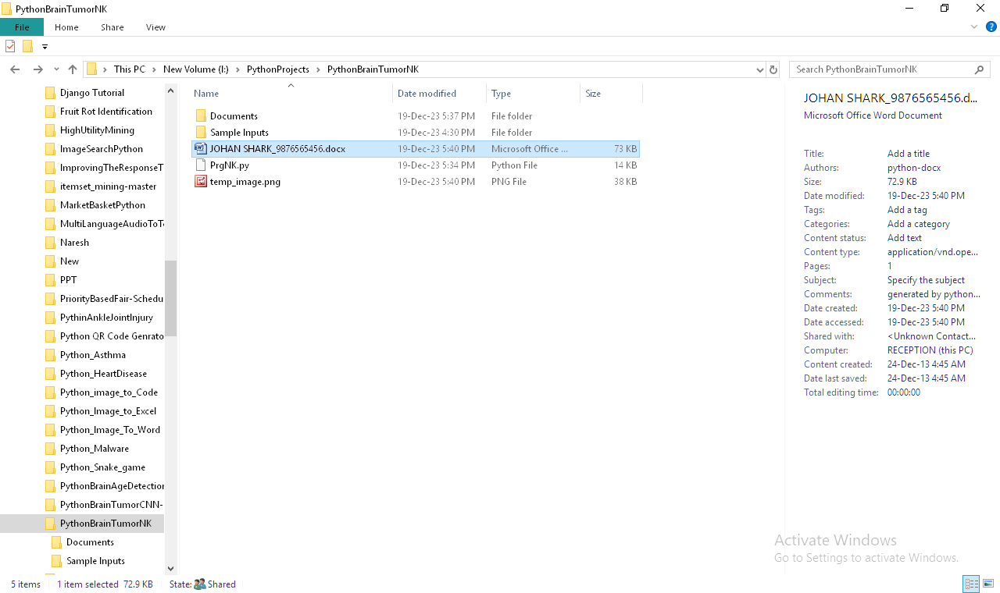 PythonBrainTumorNK
File Home Share View
This PC New Volume (I:) PythonProjects PythonBrainTumorNK Search PythonBrainTumorNK
Django Tutorial
Fruit Rot Identification
HighUtilityMining
ImageSearchPython
ImprovingTheResponseT
itemset_mining-master
MarketBasketPython
MultiLanguageAudioToTe
Naresh
New
PPT
PriorityBasedFair-Schedu
PythinAnkleJointInjury
Python QR Code Genrato
Python_Asthma
Python_HeartDisease
Python_image_to_Code
Python_Image_to_Excel
Python_Image_To_Word
Python_Malware
Python_Snake_game
PythonBrainAgeDetection
PythonBrainTumorCNN-
PythonBrainTumorNK
Documents
Sample Inputs
Name Date modified Type Size
Documents 19-Dec-23 5:37 PM File folder
Sample Inputs 19-Dec-23 4:30 PM File folder
JOHAN SHARK_9876565456.docx 19-Dec-23 5:40 PM Microsoft Office ... 73 KB
PrgNK.py 19-Dec-23 5:34 PM Python File 14 KB
temp_image.png 19-Dec-23 5:40 PM PNG File 38 KB
JOHAN SHARK_9876565456.d...
Microsoft Office Word Document
Title: Add a title
Authors: python-docx
Size: 72.9 KB
Date modified: 19-Dec-23 5:40 PM
Tags: Add a tag
Categories: Add a category
Content status: Add text
Content type: application/vnd.ope...
Pages: 1
Subject: Specify the subject
Comments: generated by python...
Date created: 19-Dec-23 5:40 PM
Date accessed: 19-Dec-23 5:40 PM
Shared with: <Unknown Contact...
Computer: RECEPTION (this PC)
Content created: 24-Dec-13 4:45 AM
Date last saved: 24-Dec-13 4:45 AM
Total editing time: 00:00:00
Activate Windows
Go to Settings to activate Windows.
5 items 1 item selected 72.9 KB State: Shared